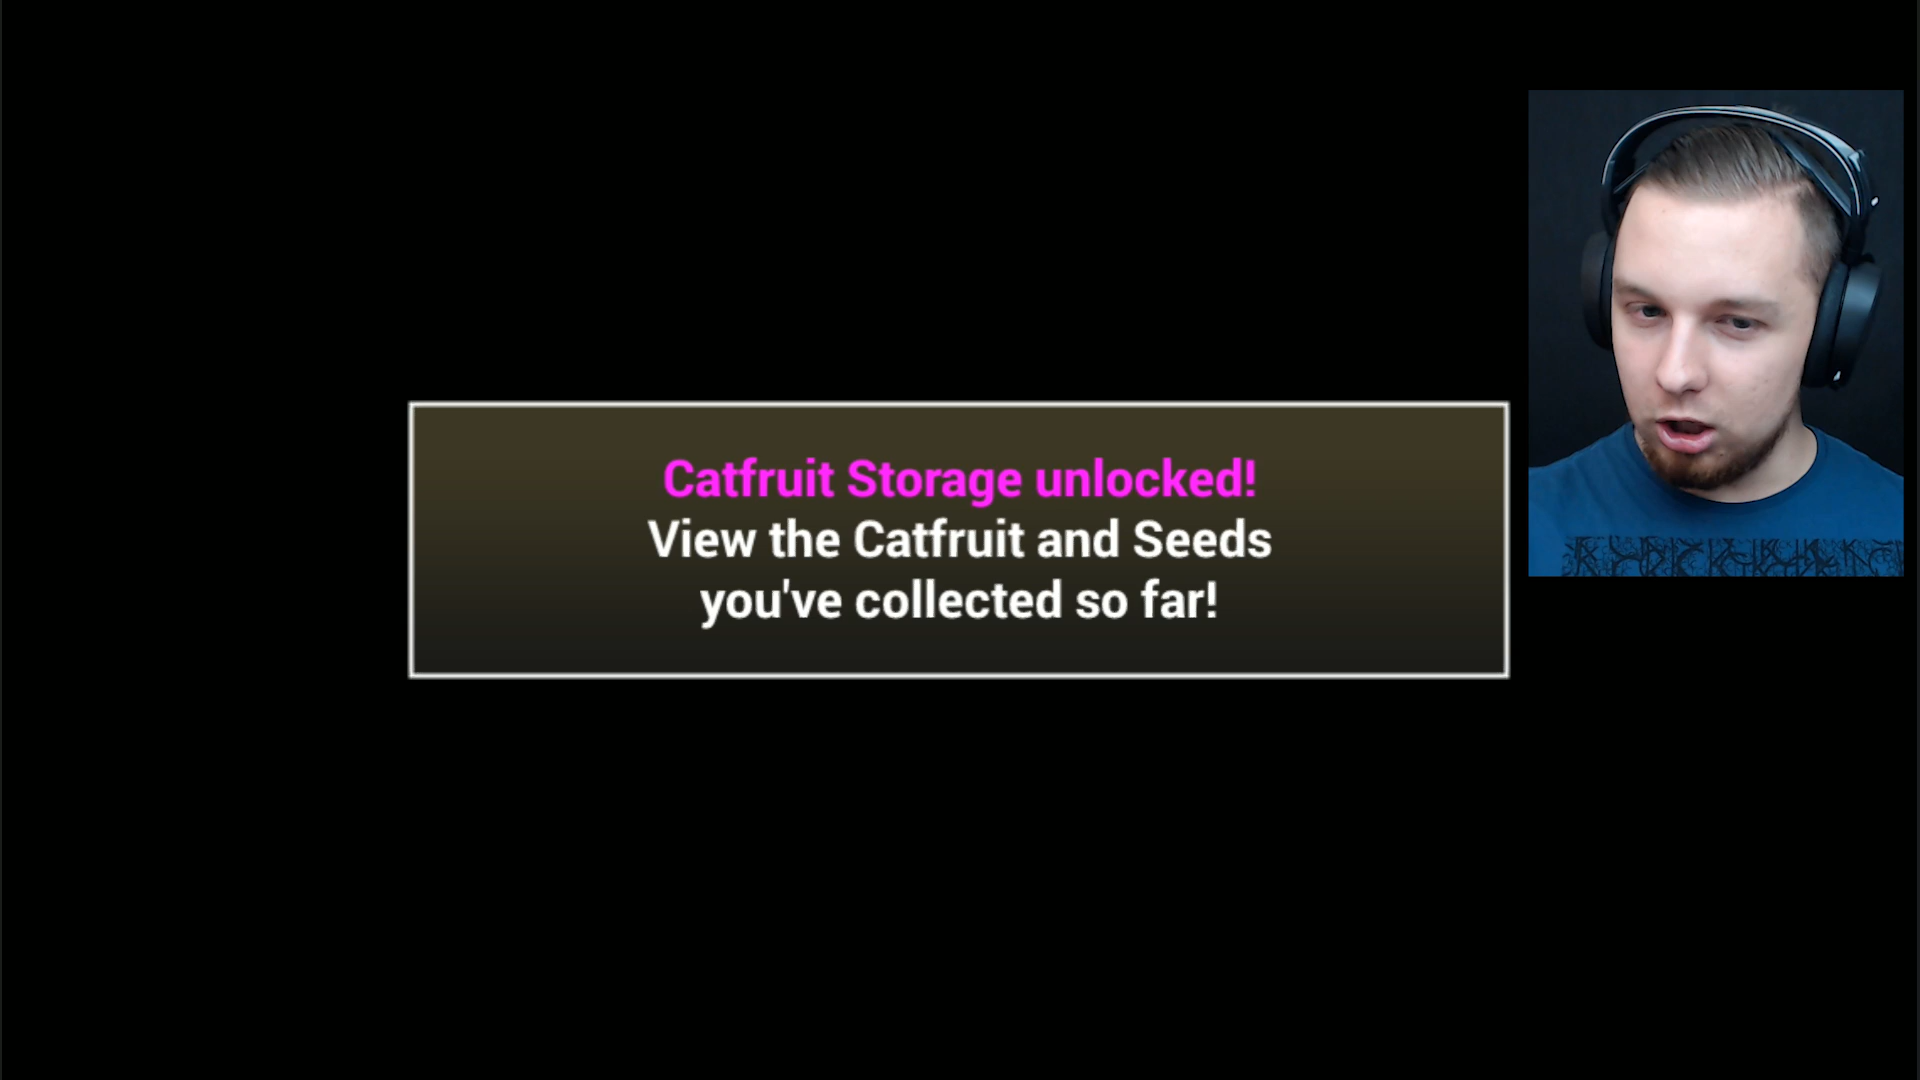 Catfruit Storage unlocked!
View the Catfruit and Seeds
you've collected so far!